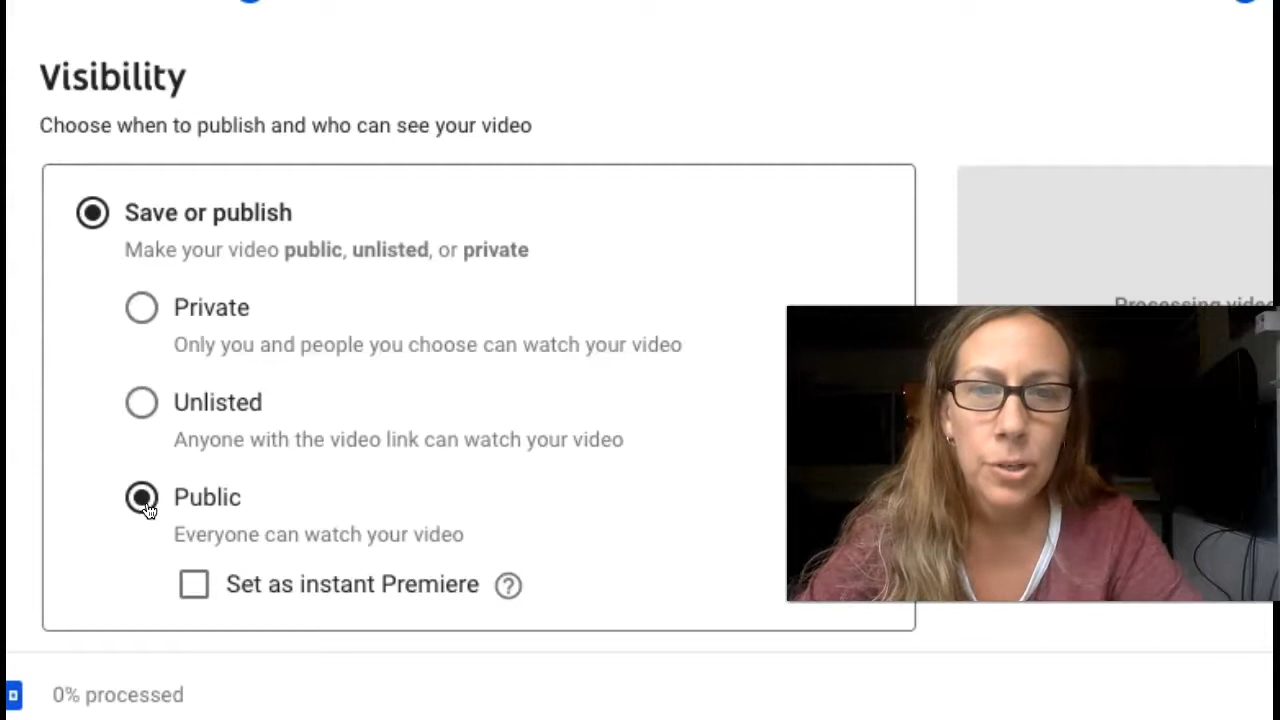 Visibility
Choose when to publish and who can see your video
Save or publish
Make your video public, unlisted, or private
Private
Only you and people you choose can watch your video
Processing video
Unlisted
Anyone with the video link can watch your video
Public
Everyone can watch your video
Set as instant Premiere ?
0% processed